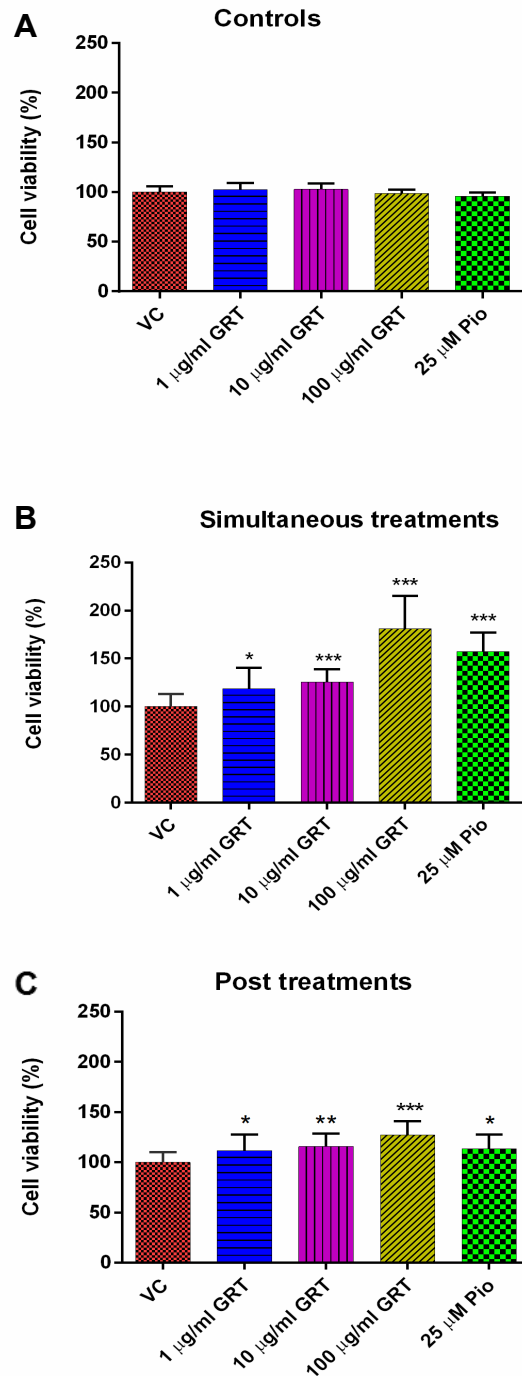 A
Controls
Cell viability (%)
250
200
150
100
50
0
VC
1 μg/ml GRT
10 μg/ml GRT
100 μg/ml GRT
25 μM Pio
B
Simultaneous treatments
Cell viability (%)
250
200
150
100
50
0
*
***
***
***
VC
1 μg/ml GRT
10 μg/ml GRT
100 μg/ml GRT
25 μM Pio
C
Post treatments
Cell viability (%)
250
200
150
100
50
0
*
**
***
*
VC
1 μg/ml GRT
10 μg/ml GRT
100 μg/ml GRT
25 μM Pio